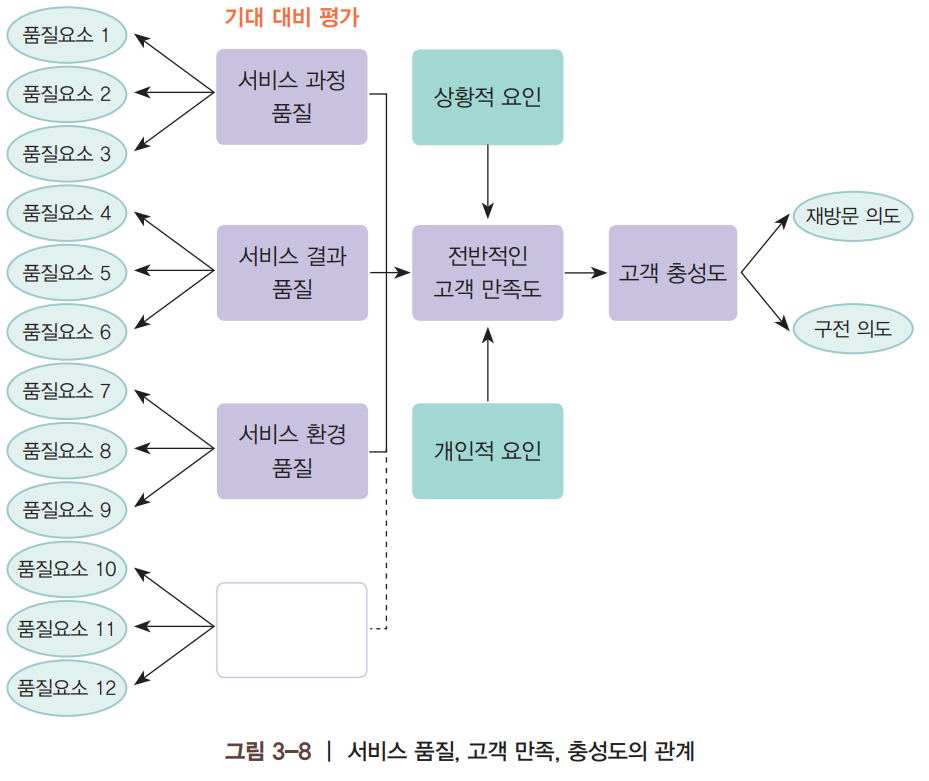 기대 대비 평가
품질요소 1
품질요소 2
품질요소 3
서비스 과정
품질
상황적 요인
품질요소 4
품질요소 5
품질요소 6
서비스 결과
품질
전반적인
고객 만족도
고객 충성도
재방문 의도
구전 의도
품질요소 7
품질요소 8
품질요소 9
서비스 환경
품질
개인적 요인
품질요소 10
품질요소 11
품질요소 12
그림 3-8 | 서비스 품질, 고객 만족, 충성도의 관계